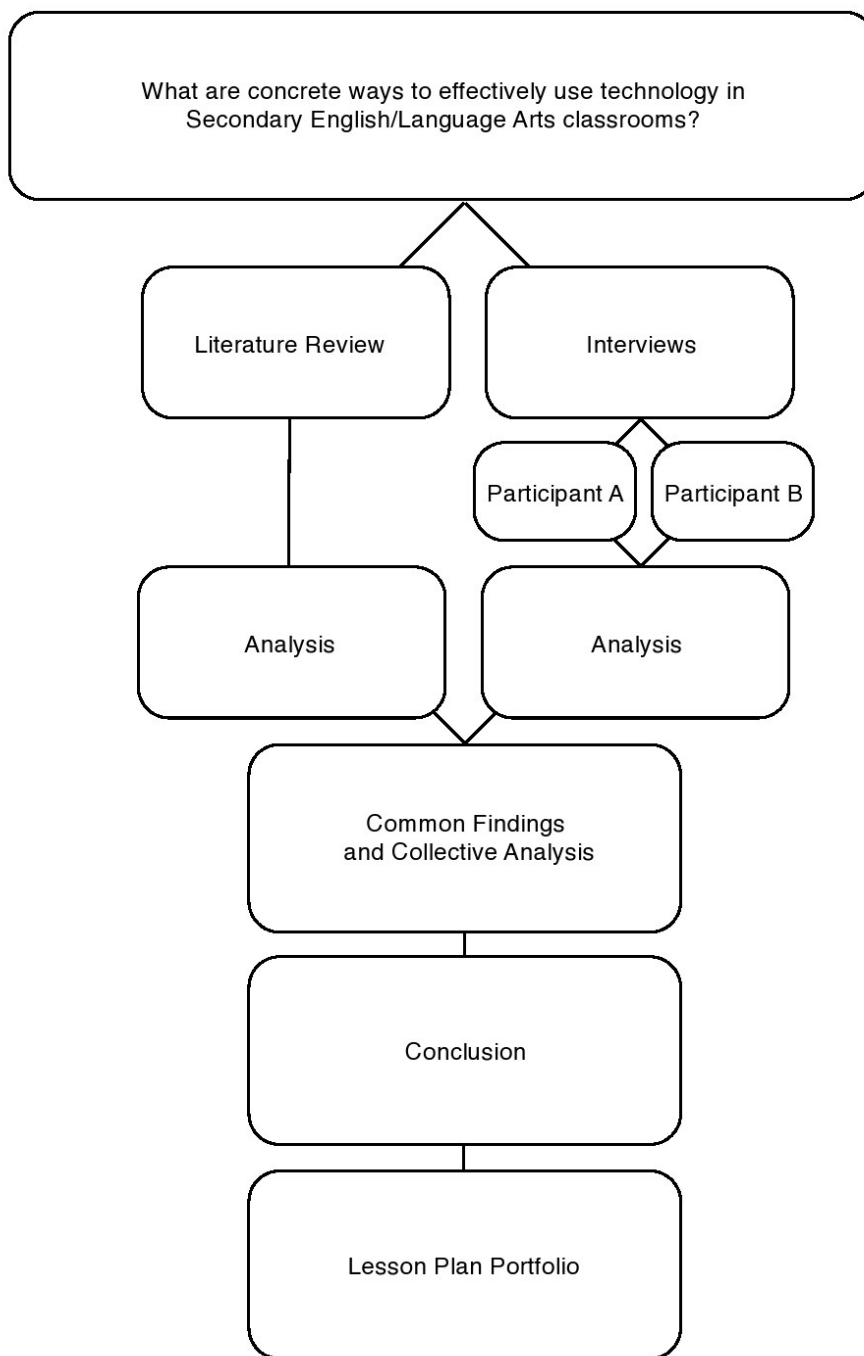 What are concrete ways to effectively use technology in
Secondary English/Language Arts classrooms?
Literature Review
Interviews
Participant A
Participant B
Analysis
Analysis
Common Findings
and Collective Analysis
Conclusion
Lesson Plan Portfolio